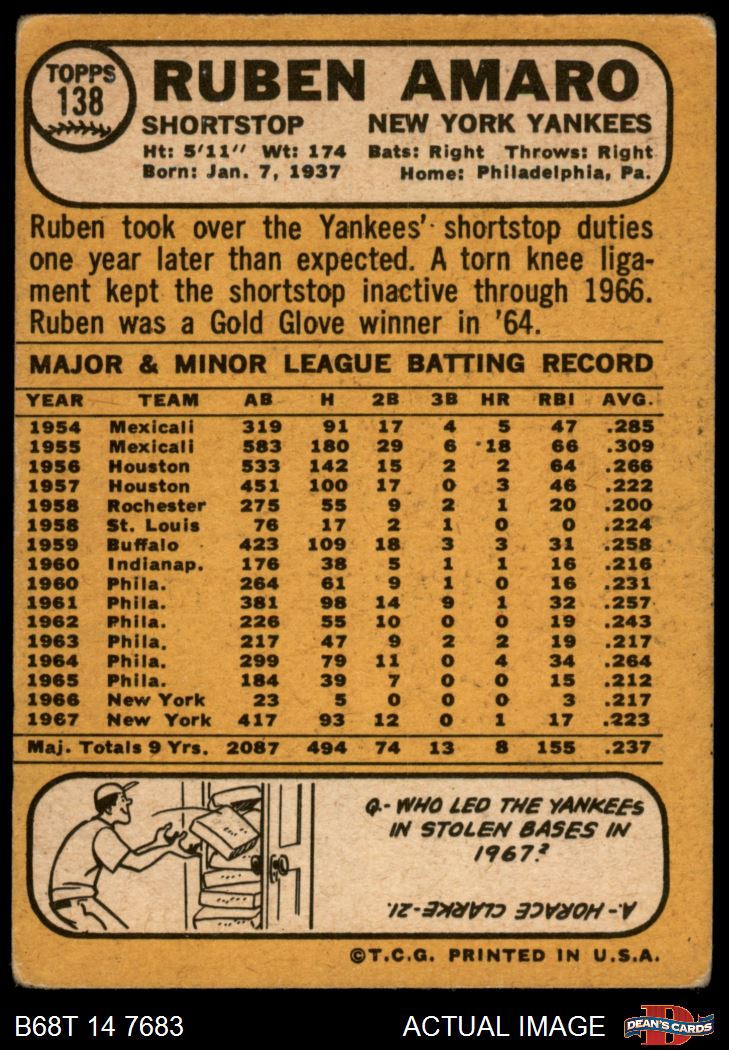 TOPPS
138
RUBEN AMARO
SHORTSTOP NEW YORK YANKEES
Ht: 5'11" Wt: 174 Bats: Right Throws: Right
Born: Jan. 7, 1937 Home: Philadelphia, Pa.
Ruben took over the Yankees' shortstop duties
one year later than expected. A torn knee liga-
ment kept the shortstop inactive through 1966.
Ruben was a Gold Glove winner in '64.
MAJOR & MINOR LEAGUE BATTING RECORD
YEAR TEAM AB H 2B 3B HR RBI AVG.
1954 Mexicali 319 91 17 4 5 47 .285
1955 Mexicali 583 180 29 6 18 66 .309
1956 Houston 533 142 15 2 2 64 .266
1957 Houston 451 100 17 0 3 46 .222
1958 Rochester 275 55 9 2 1 20 .200
1958 St. Louis 76 17 2 1 0 0 .224
1959 Buffalo 423 109 18 3 3 31 .258
1960 Indianap. 176 38 5 1 1 16 .216
1960 Phila. 264 61 9 1 0 16 .231
1961 Phila. 381 98 14 9 1 32 .257
1962 Phila. 226 55 10 0 0 19 .243
1963 Phila. 217 47 9 2 2 19 .217
1964 Phila. 299 79 11 0 4 34 .264
1965 Phila. 184 39 7 0 0 15 .212
1966 New York 23 5 0 0 0 3 .217
1967 New York 417 93 12 0 1 17 .223
Maj. Totals 9 Yrs. 2087 494 74 13 8 155 .237
Q- WHO LED THE YANKEES
IN STOLEN BASES IN
1967?
A- HORACE CLARKE-21.
©T.C.G. PRINTED IN U.S.A.
B68T 14 7683 ACTUAL IMAGE
D
DEAN'S CARDS